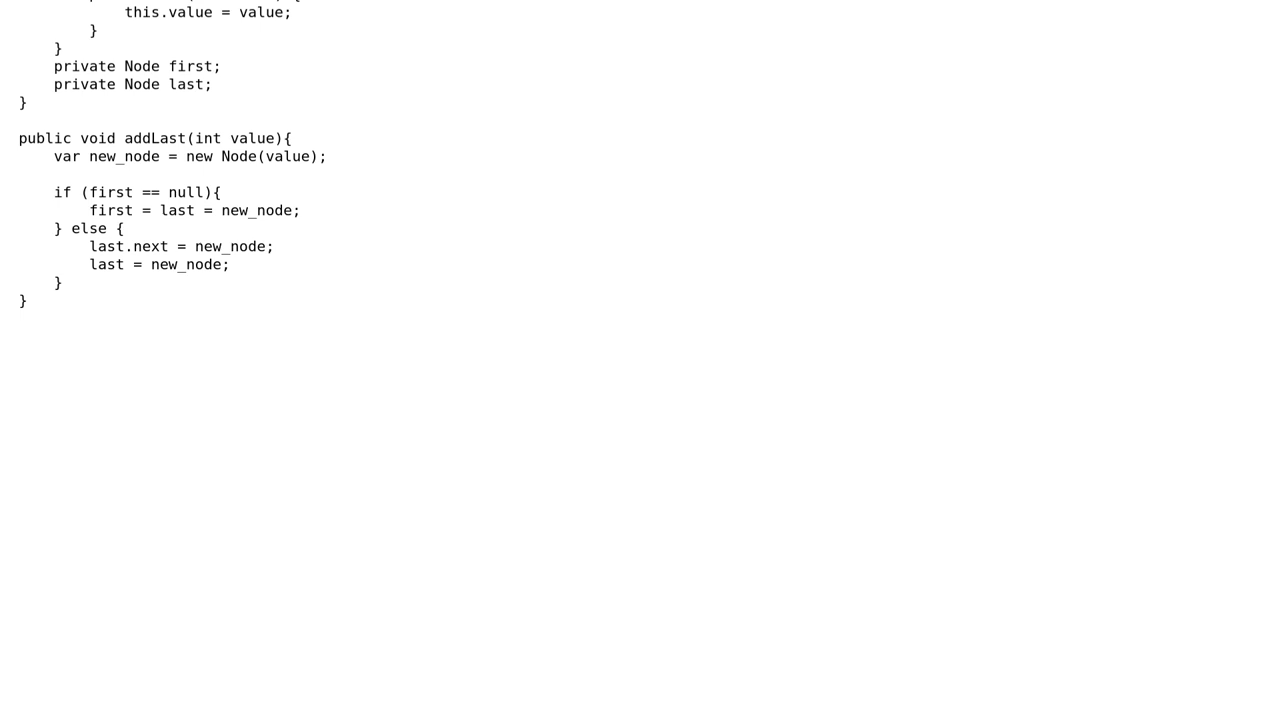 this.value = value;
        }
    }
    private Node first;
    private Node last;
}

public void addLast(int value){
    var new_node = new Node(value);

    if (first == null){
        first = last = new_node;
    } else {
        last.next = new_node;
        last = new_node;
    }
}